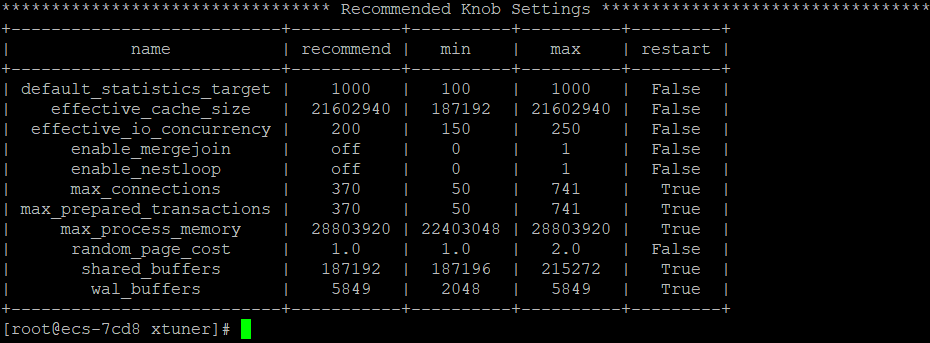 ********************************* Recommended Knob Settings *********************************
+---------------------------+-----------+----------+----------+---------+
|            name           | recommend |   min    |   max    | restart |
+---------------------------+-----------+----------+----------+---------+
| default_statistics_target |    1000   |   100    |   1000   |  False  |
|    effective_cache_size   |  21602940 |  187192  | 21602940 |  False  |
|  effective_io_concurrency |    200    |   150    |   250    |  False  |
|      enable_mergejoin     |    off    |    0     |    1     |  False  |
|      enable_nestloop      |    off    |    0     |    1     |  False  |
|      max_connections      |    370    |    50    |   741    |   True  |
| max_prepared_transactions |    370    |    50    |   741    |   True  |
|     max_process_memory    |  28803920 | 22403048 | 28803920 |   True  |
|      random_page_cost     |    1.0    |   1.0    |   2.0    |  False  |
|       shared_buffers      |   187192  |  187196  |  215272  |   True  |
|        wal_buffers        |    5849   |   2048   |   5849   |   True  |
+---------------------------+-----------+----------+----------+---------+
[root@ecs-7cd8 xtuner]#